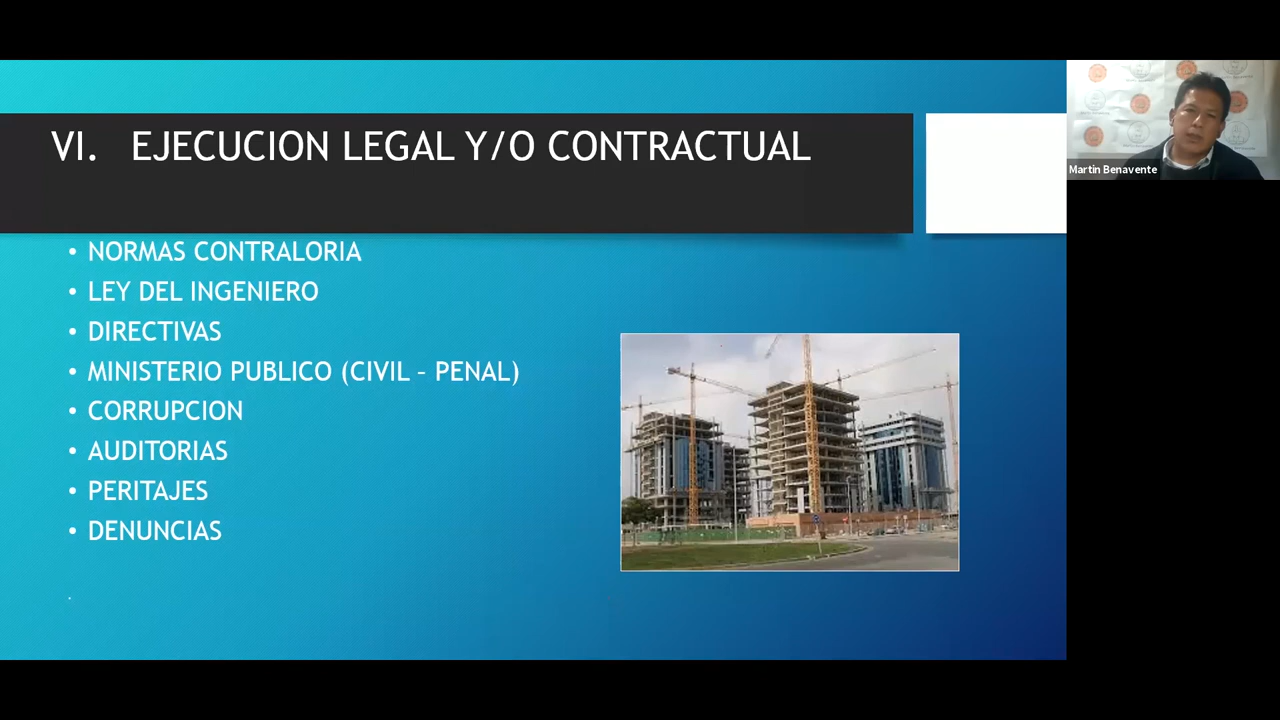 VI. EJECUCION LEGAL Y/O CONTRACTUAL
• NORMAS CONTRALORIA
• LEY DEL INGENIERO
• DIRECTIVAS
• MINISTERIO PUBLICO (CIVIL – PENAL)
• CORRUPCION
• AUDITORIAS
• PERITAJES
• DENUNCIAS
Martin Benavente